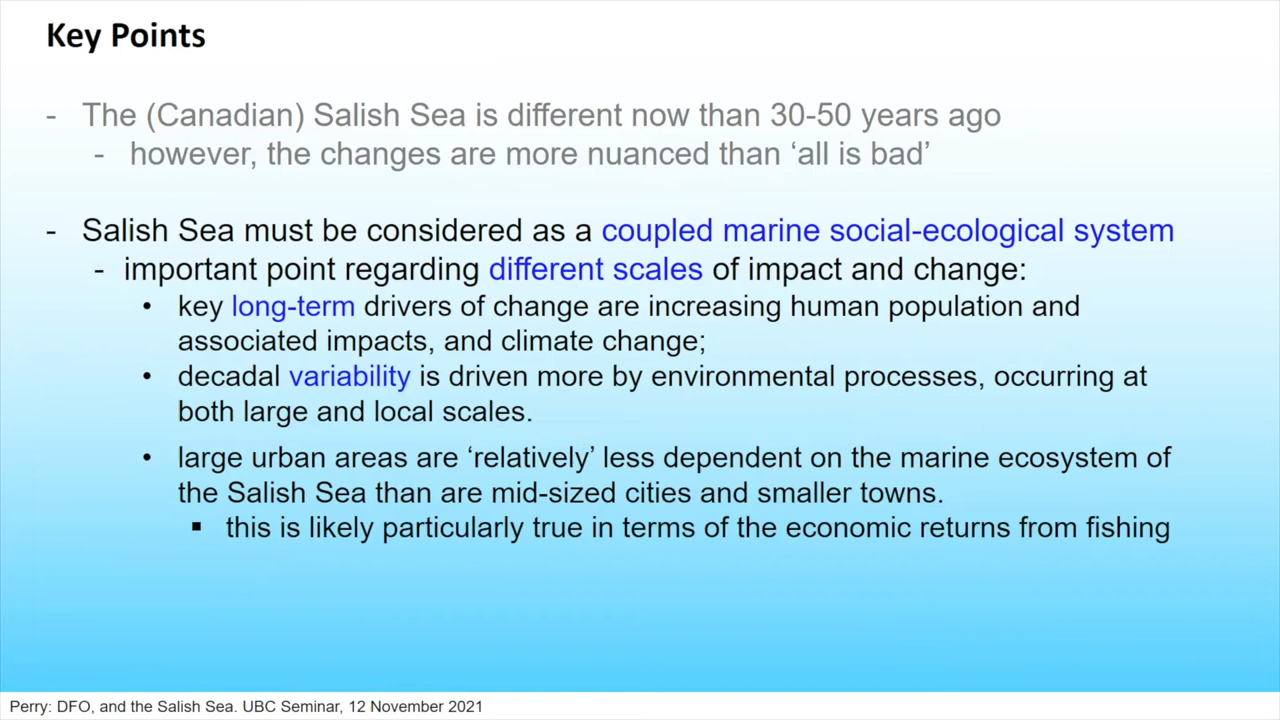 Key Points
- The (Canadian) Salish Sea is different now than 30-50 years ago
- however, the changes are more nuanced than ‘all is bad’
- Salish Sea must be considered as a coupled marine social-ecological system
- important point regarding different scales of impact and change:
• key long-term drivers of change are increasing human population and
associated impacts, and climate change;
• decadal variability is driven more by environmental processes, occurring at
both large and local scales.
• large urban areas are ‘relatively’ less dependent on the marine ecosystem of
the Salish Sea than are mid-sized cities and smaller towns.
▪ this is likely particularly true in terms of the economic returns from fishing
Perry: DFO, and the Salish Sea. UBC Seminar, 12 November 2021